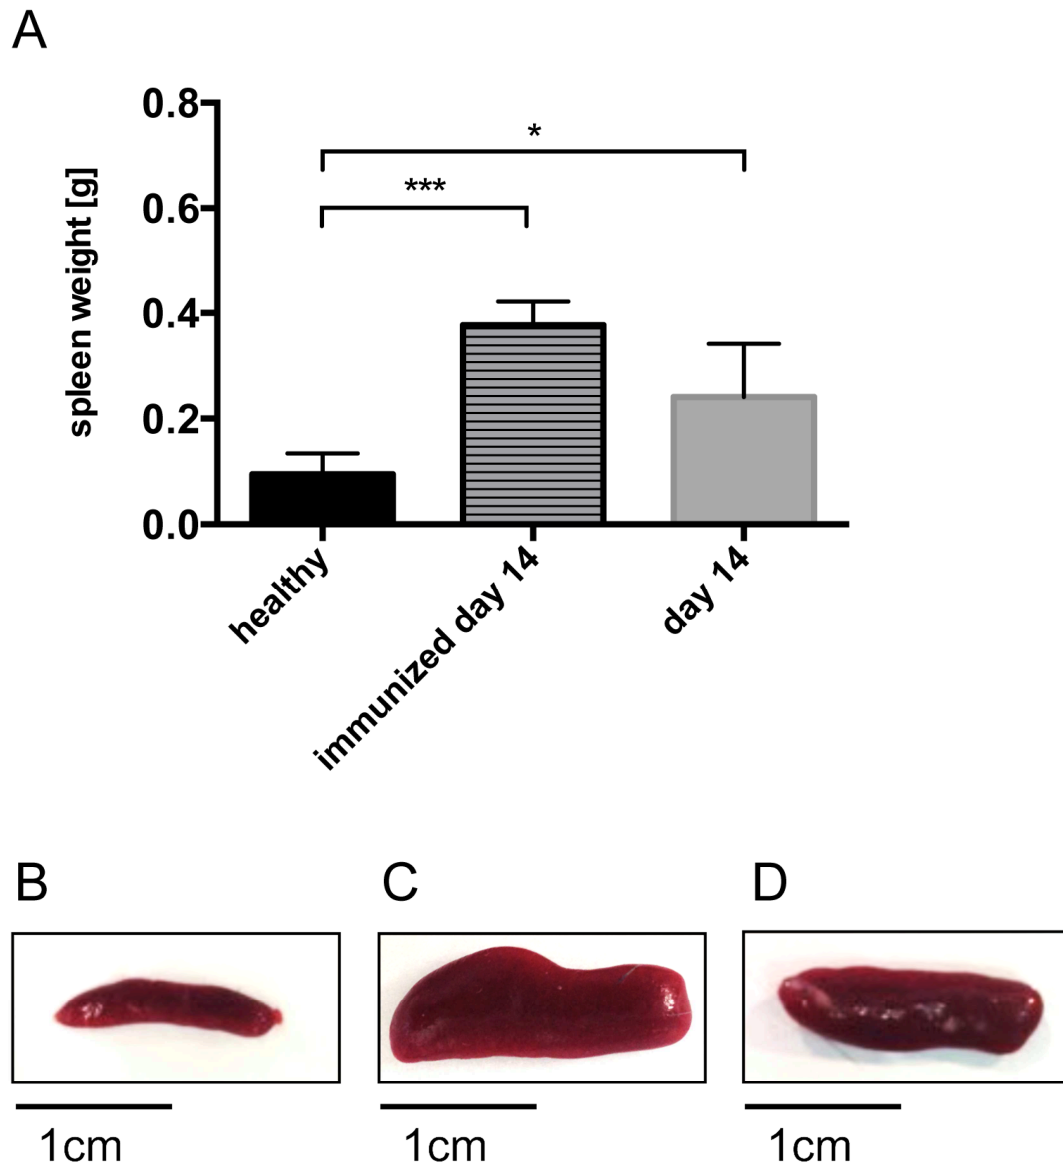 A
0.8
0.6
0.4
0.2
0.0
spleen weight [g]
*
***
healthy
immunized day 14
day 14
B
C
D
1cm
1cm
1cm